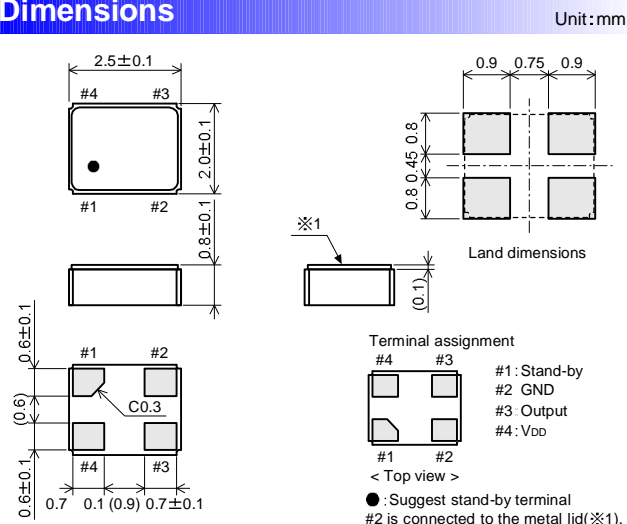 Dimensions
Unit:mm
2.5±0.1
#4 #3
2.0±0.1
#1 #2
0.8±0.1
0.9 0.75 0.9
0.8
0.45
0.8
Land dimensions
※1
(0.1)
#1 #2
0.6±0.1
(0.6)
0.6±0.1
C0.3
#4 #3
0.7 0.1 (0.9) 0.7±0.1
Terminal assignment
#4 #3
#1 #2
< Top view >
#1:Stand-by
#2 GND
#3:Output
#4:VDD
●:Suggest stand-by terminal
#2 is connected to the metal lid(※1).